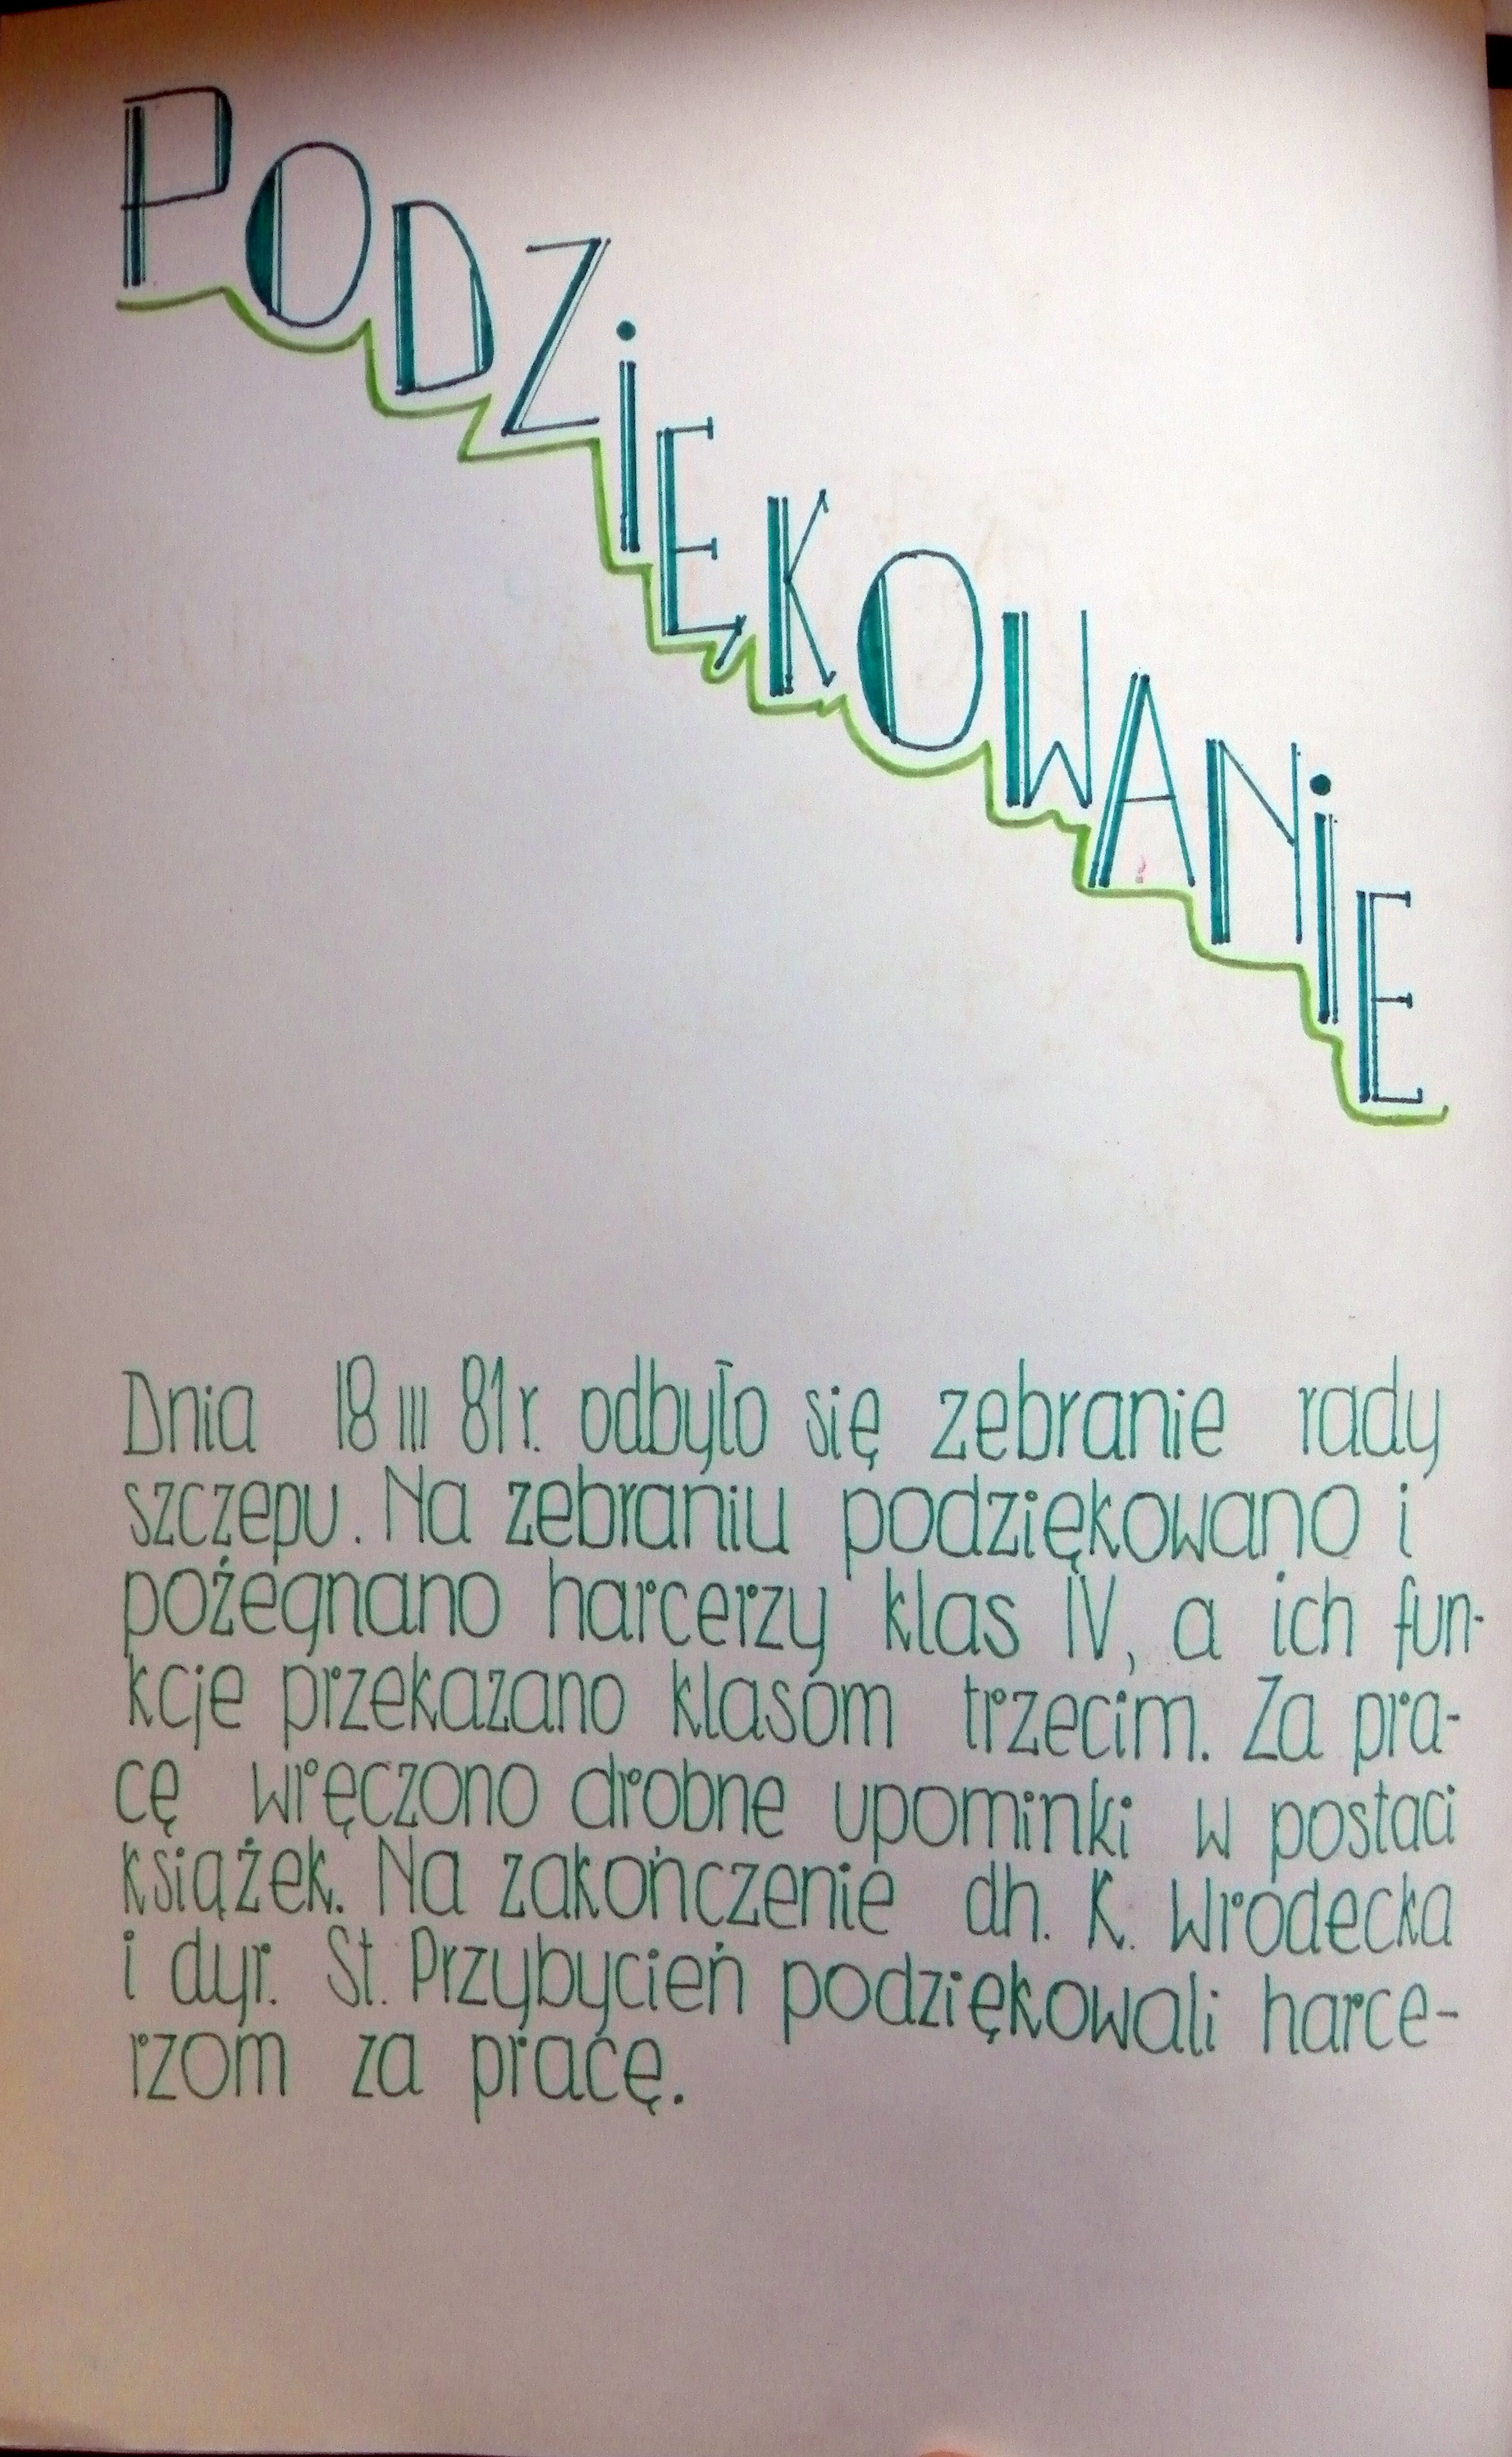 PODZiĘKOWANiE
Dnia 18 III 81 r. odbyło się zebranie rady
szczepu. Na zebraniu podziękowano i
pożegnano harcerzy klas IV, a ich fun-
kcje przekazano klasom trzecim. Za pra-
cę wręczono drobne upominki w postaci
książek. Na zakończenie dh. K. Wrodecka
i dyr. St. Przybycień podziękowali harce-
rzom za pracę.